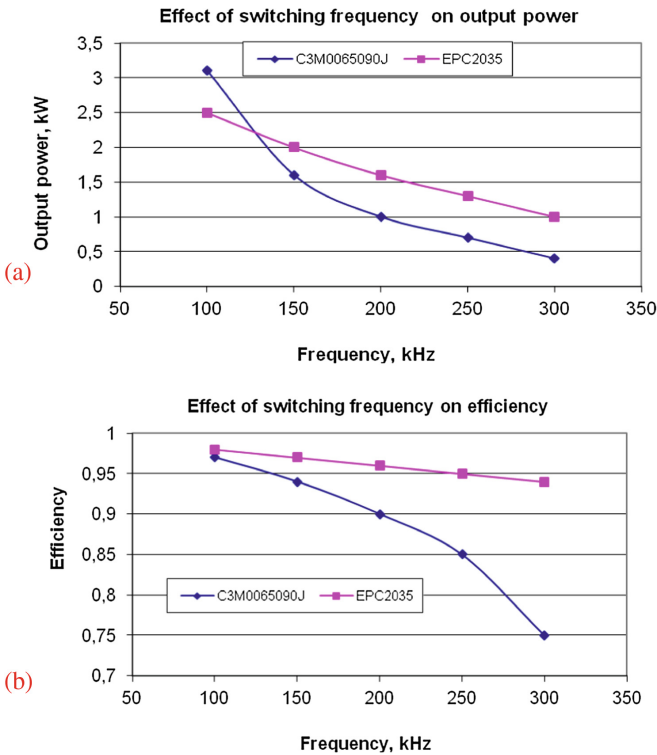 Effect of switching frequency on output power
C3M0065090J EPC2035
Output power, kW
3,5
3
2,5
2
1,5
1
0,5
0
50 100 150 200 250 300 350
Frequency, kHz
(a)
Effect of switching frequency on efficiency
Efficiency
1
0,95
0,9
0,85
0,8
0,75
0,7
C3M0065090J EPC2035
50 100 150 200 250 300 350
Frequency, kHz
(b)